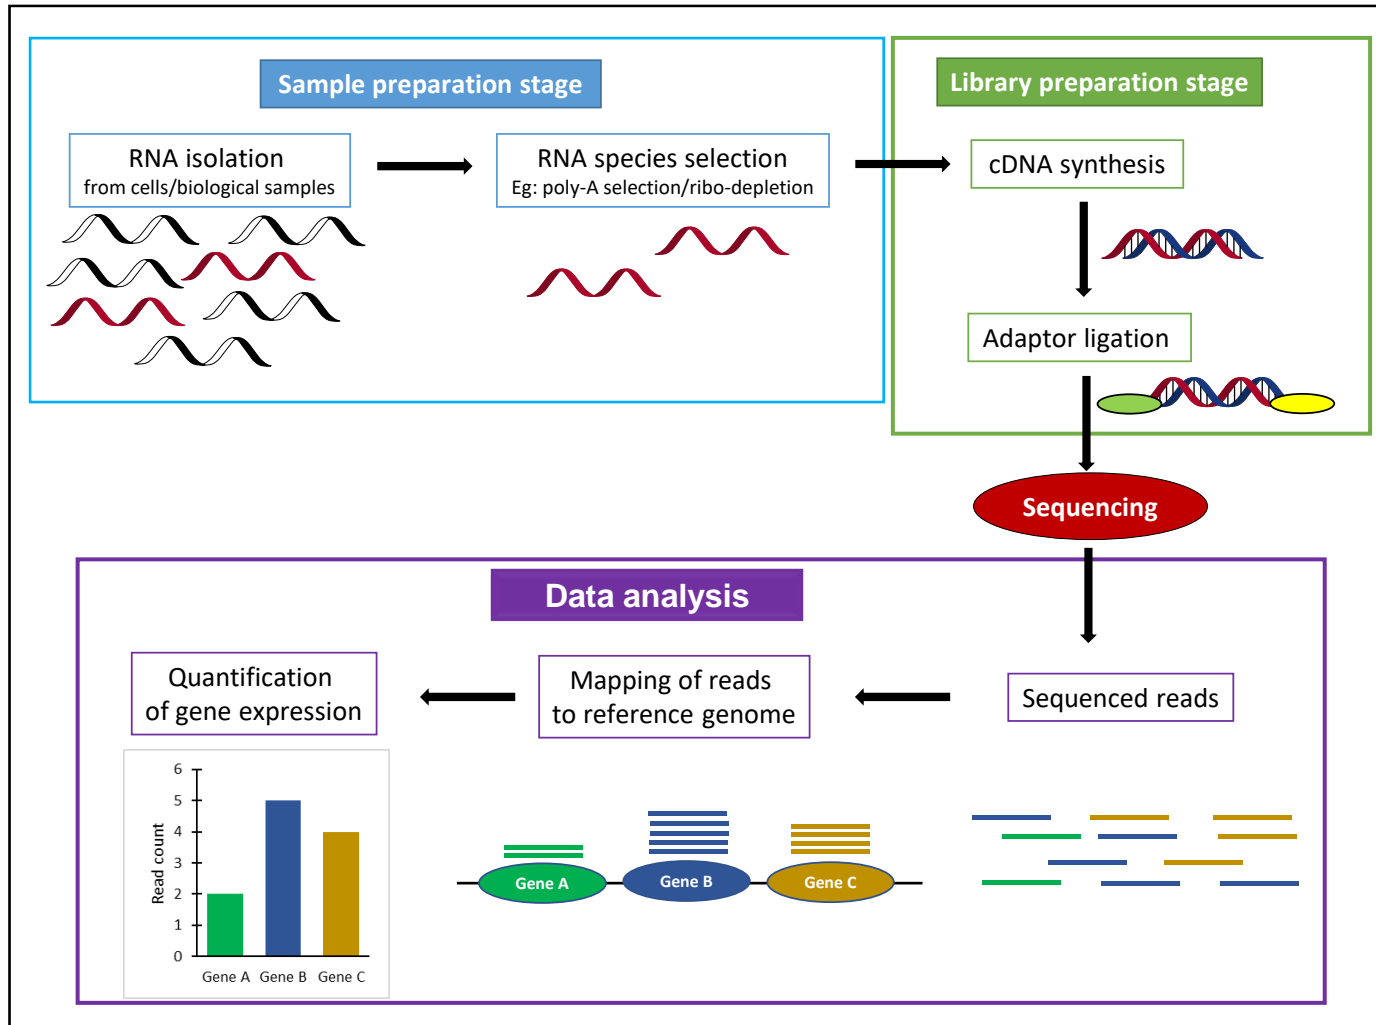 Sample preparation stage
Library preparation stage
RNA isolation
from cells/biological samples
RNA species selection
Eg: poly-A selection/ribo-depletion
cDNA synthesis
Adaptor ligation
Sequencing
Data analysis
Quantification
of gene expression
Mapping of reads
to reference genome
Sequenced reads
6
5
4
3
2
1
0
Read count
Gene A Gene B Gene C
Gene A
Gene B
Gene C